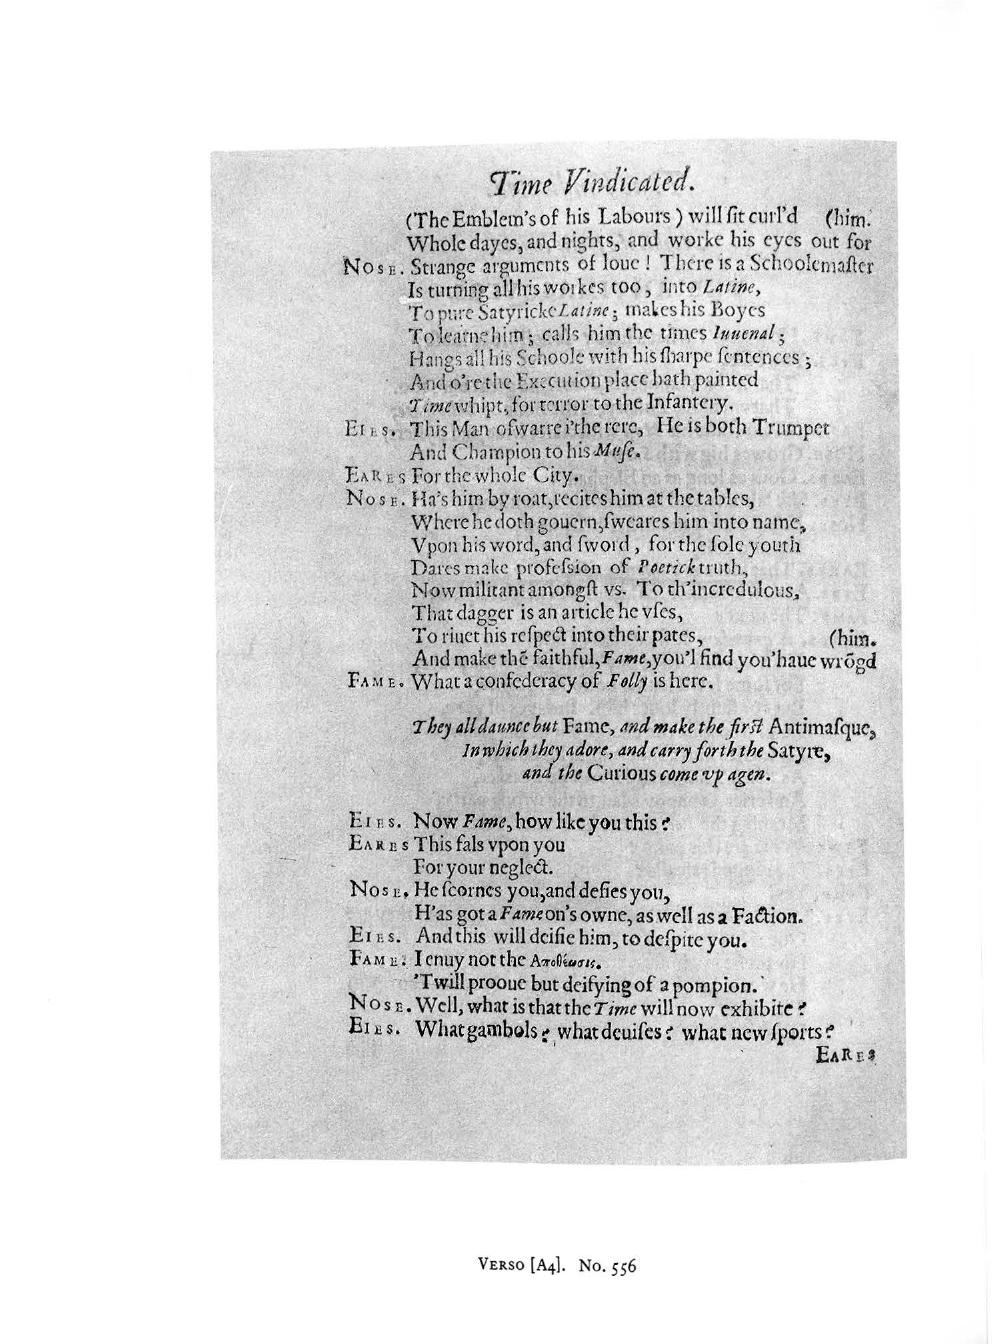 Time Vindicated.
(The Emblem's of his Labours ) will ſit curl'd (him.
Whole dayes, and nights, and worke his eyes out for
NOSE. Strange arguments of loue ! There is a Schoolemaſter
Is turning all his workes too , into Latine,
To pure Satyricke Latine ; makes his Boyes
To learne him ; calls him the times Iuuenal ;
Hangs all his Schoole with his ſharpe ſentences ;
And o're the Execution place hath painted
Time whipt, for terror to the Infantery.
EIES. This Man of warre i'the rere, He is both Trumpet
And Champion to his Muſe.
EARES For the whole City.
NOSE. Ha's him by roat, recites him at the tables,
Where he doth gouern, ſweares him into name,
Vpon his word, and ſword , for the ſole youth
Dares make profeſsion of Poetick truth,
Now militant amongſt vs. To th'incredulous,
That dagger is an article he vſes,
To riuet his reſpect into their pates, (him.
And make thē faithful, Fame, you'l find you'haue wrōgd
FAME. What a confederacy of Folly is here.
They all daunce but Fame, and make the firſt Antimaſque,
In which they adore, and carry forth the Satyre,
and the Curious come vp agen.
EIES. Now Fame, how like you this ?
EARES This fals vpon you
For your neglect.
NOSE. He ſcornes you, and defies you,
H'as got a Fame on's owne, as well as a Faction.
EIES. And this will deifie him, to deſpite you.
FAME. I enuy not the Αποθέωσις.
'Twill prooue but deifying of a pompion.
NOSE. Well, what is that the Time will now exhibite ?
EIES. What gambols ? what deuiſes ? what new ſports ?
EARES
VERSO [A4]. NO. 556